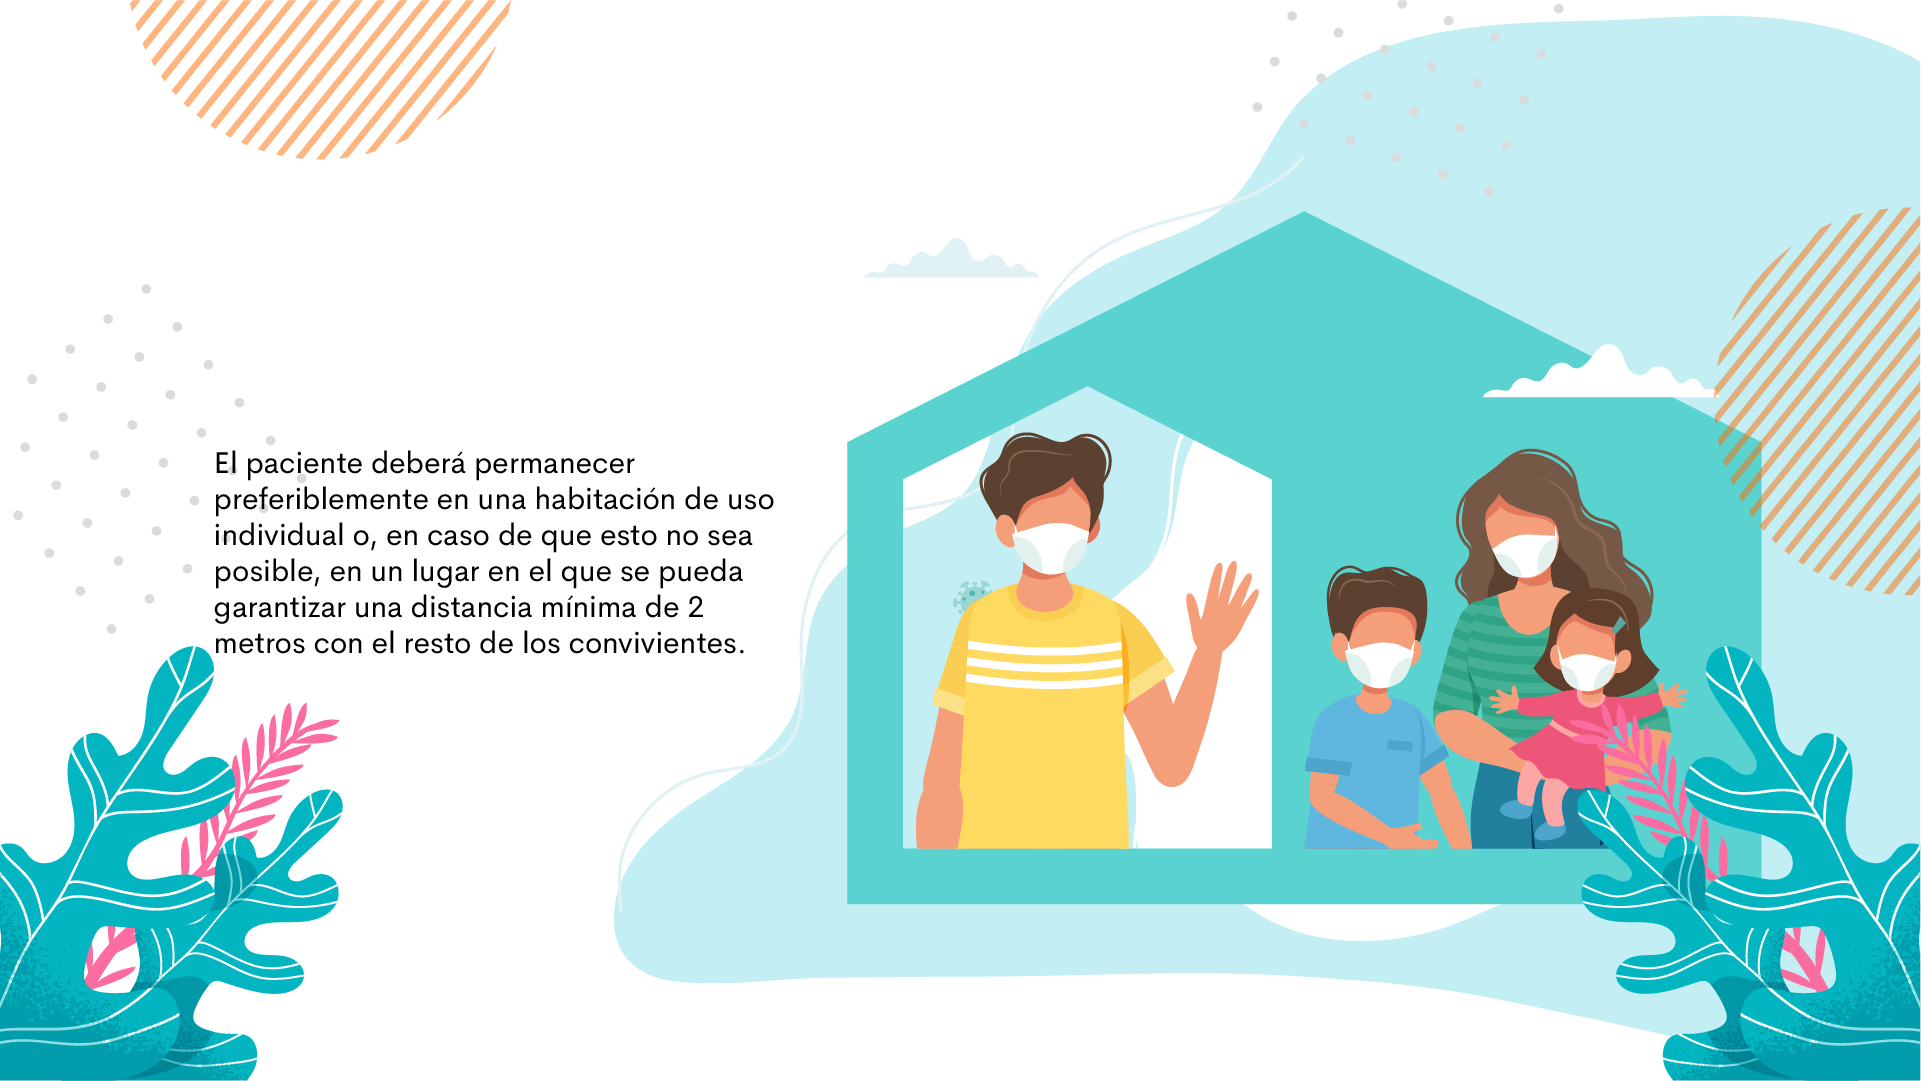 El paciente deberá permanecer
preferiblemente en una habitación de uso
individual o, en caso de que esto no sea
posible, en un lugar en el que se pueda
garantizar una distancia mínima de 2
metros con el resto de los convivientes.